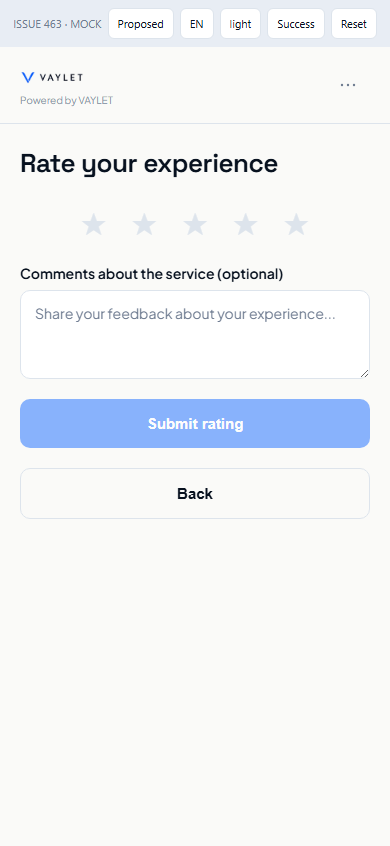 ISSUE 463 · MOCK Proposed EN light Success Reset
VAYLET
Powered by VAYLET
...
Rate your experience
Comments about the service (optional)
Share your feedback about your experience...
Submit rating
Back